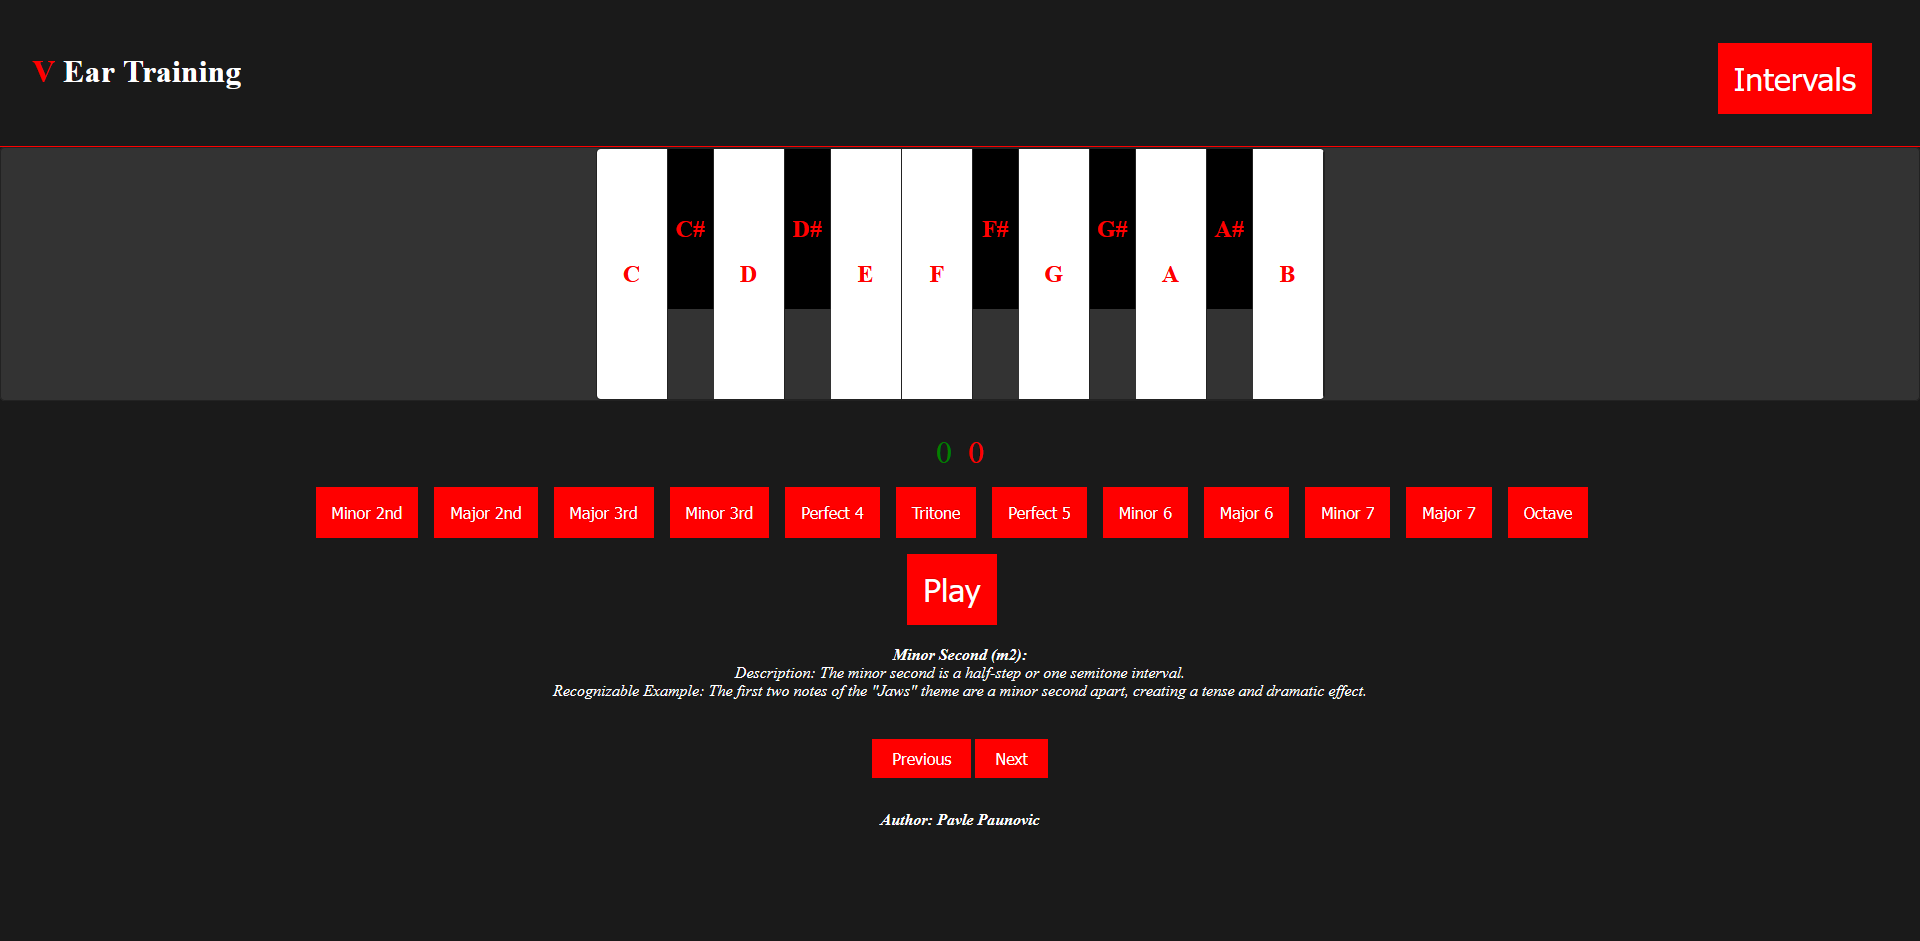 V Ear Training
Intervals
C# D# F# G# A#
C D E F G A B
0 0
Minor 2nd Major 2nd Major 3rd Minor 3rd Perfect 4 Tritone Perfect 5 Minor 6 Major 6 Minor 7 Major 7 Octave
Play
Minor Second (m2):
Description: The minor second is a half-step or one semitone interval.
Recognizable Example: The first two notes of the "Jaws" theme are a minor second apart, creating a tense and dramatic effect.
Previous Next
Author: Pavle Paunovic